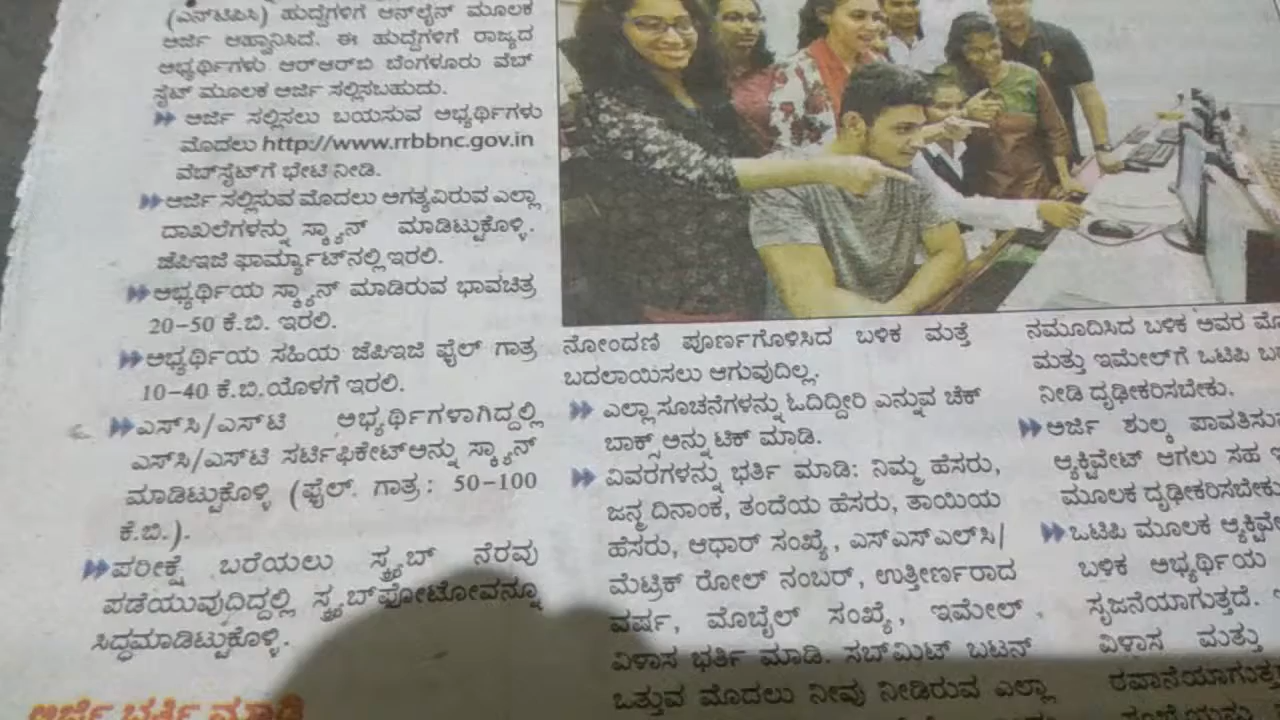 (ಎನ್‌ಟಿಪಿಸಿ) ಹುದ್ದೆಗಳಿಗೆ ಆನ್‌ಲೈನ್ ಮೂಲಕ
ಅರ್ಜಿ ಆಹ್ವಾನಿಸಿದೆ. ಈ ಹುದ್ದೆಗಳಿಗೆ ರಾಜ್ಯದ
ಅಭ್ಯರ್ಥಿಗಳು ಆರ್‌ಆರ್‌ಬಿ ಬೆಂಗಳೂರು ವೆಬ್
ಸೈಟ್ ಮೂಲಕ ಅರ್ಜಿ ಸಲ್ಲಿಸಬಹುದು.
ಅರ್ಜಿ ಸಲ್ಲಿಸಲು ಬಯಸುವ ಅಭ್ಯರ್ಥಿಗಳು
ಮೊದಲು http://www.rrbbnc.gov.in
ವೆಬ್‌ಸೈಟ್‌ಗೆ ಭೇಟಿ ನೀಡಿ.
ಅರ್ಜಿ ಸಲ್ಲಿಸುವ ಮೊದಲು ಅಗತ್ಯವಿರುವ ಎಲ್ಲಾ
ದಾಖಲೆಗಳನ್ನು ಸ್ಕ್ಯಾನ್ ಮಾಡಿಟ್ಟುಕೊಳ್ಳಿ.
ಜೆಪಿಇಜಿ ಫಾರ್ಮ್ಯಾಟ್‌ನಲ್ಲಿ ಇರಲಿ.
ಅಭ್ಯರ್ಥಿಯ ಸ್ಕ್ಯಾನ್ ಮಾಡಿರುವ ಭಾವಚಿತ್ರ
20-50 ಕೆ.ಬಿ. ಇರಲಿ.
ಅಭ್ಯರ್ಥಿಯ ಸಹಿಯ ಜೆಪಿಇಜಿ ಫೈಲ್ ಗಾತ್ರ
10-40 ಕೆ.ಬಿ.ಯೊಳಗೆ ಇರಲಿ.
ಎಸ್‌ಸಿ/ಎಸ್‌ಟಿ ಅಭ್ಯರ್ಥಿಗಳಾಗಿದ್ದಲ್ಲಿ
ಎಸ್‌ಸಿ/ಎಸ್‌ಟಿ ಸರ್ಟಿಫಿಕೇಟ್‌ಅನ್ನು ಸ್ಕ್ಯಾನ್
ಮಾಡಿಟ್ಟುಕೊಳ್ಳಿ (ಫೈಲ್. ಗಾತ್ರ: 50-100
ಕೆ.ಬಿ.).
ಪರೀಕ್ಷೆ ಬರೆಯಲು ಸ್ಕ್ರೈಬ್ ನೆರವು
ಪಡೆಯುವುದಿದ್ದಲ್ಲಿ ಸ್ಕ್ರೈಬ್‌ಫೋಟೋವನ್ನೂ
ಸಿದ್ಧಮಾಡಿಟ್ಟುಕೊಳ್ಳಿ.
ಅರ್ಜಿ ಭರ್ತಿ ಮಾಡಿ
ನೋಂದಣಿ ಪೂರ್ಣಗೊಳಿಸಿದ ಬಳಿಕ ಮತ್ತೆ
ಬದಲಾಯಿಸಲು ಆಗುವುದಿಲ್ಲ.
ಎಲ್ಲಾ ಸೂಚನೆಗಳನ್ನು ಓದಿದ್ದೀರಿ ಎನ್ನುವ ಚೆಕ್
ಬಾಕ್ಸ್ ಅನ್ನು ಟಿಕ್ ಮಾಡಿ.
ವಿವರಗಳನ್ನು ಭರ್ತಿ ಮಾಡಿ: ನಿಮ್ಮ ಹೆಸರು,
ಜನ್ಮ ದಿನಾಂಕ, ತಂದೆಯ ಹೆಸರು, ತಾಯಿಯ
ಹೆಸರು, ಆಧಾರ್ ಸಂಖ್ಯೆ, ಎಸ್‌ಎಸ್‌ಎಲ್‌ಸಿ/
ಮೆಟ್ರಿಕ್ ರೋಲ್ ನಂಬರ್, ಉತ್ತೀರ್ಣರಾದ
ವರ್ಷ, ಮೊಬೈಲ್ ಸಂಖ್ಯೆ, ಇಮೇಲ್
ವಿಳಾಸ ಭರ್ತಿ ಮಾಡಿ. ಸಬ್‌ಮಿಟ್ ಬಟನ್
ಒತ್ತುವ ಮೊದಲು ನೀವು ನೀಡಿರುವ ಎಲ್ಲಾ
ನಮೂದಿಸಿದ ಬಳಿಕ ಅವರ
ಮತ್ತು ಇಮೇಲ್‌ಗೆ ಒಟಿಪಿ
ನೀಡಿ ದೃಢೀಕರಿಸಬೇಕು.
ಅರ್ಜಿ ಶುಲ್ಕ
ಆ್ಯಕ್ಟಿವೇಟ್ ಆಗಲು ಸಹ
ಮೂಲಕ ದೃಢೀಕರಿಸಬೇಕು
ಒಟಿಪಿ ಮೂಲಕ
ಬಳಿಕ ಅಭ್ಯರ್ಥಿಯ
ಸೃಜನೆಯಾಗುತ್ತದೆ.
ವಿಳಾಸ ಮತ್ತು